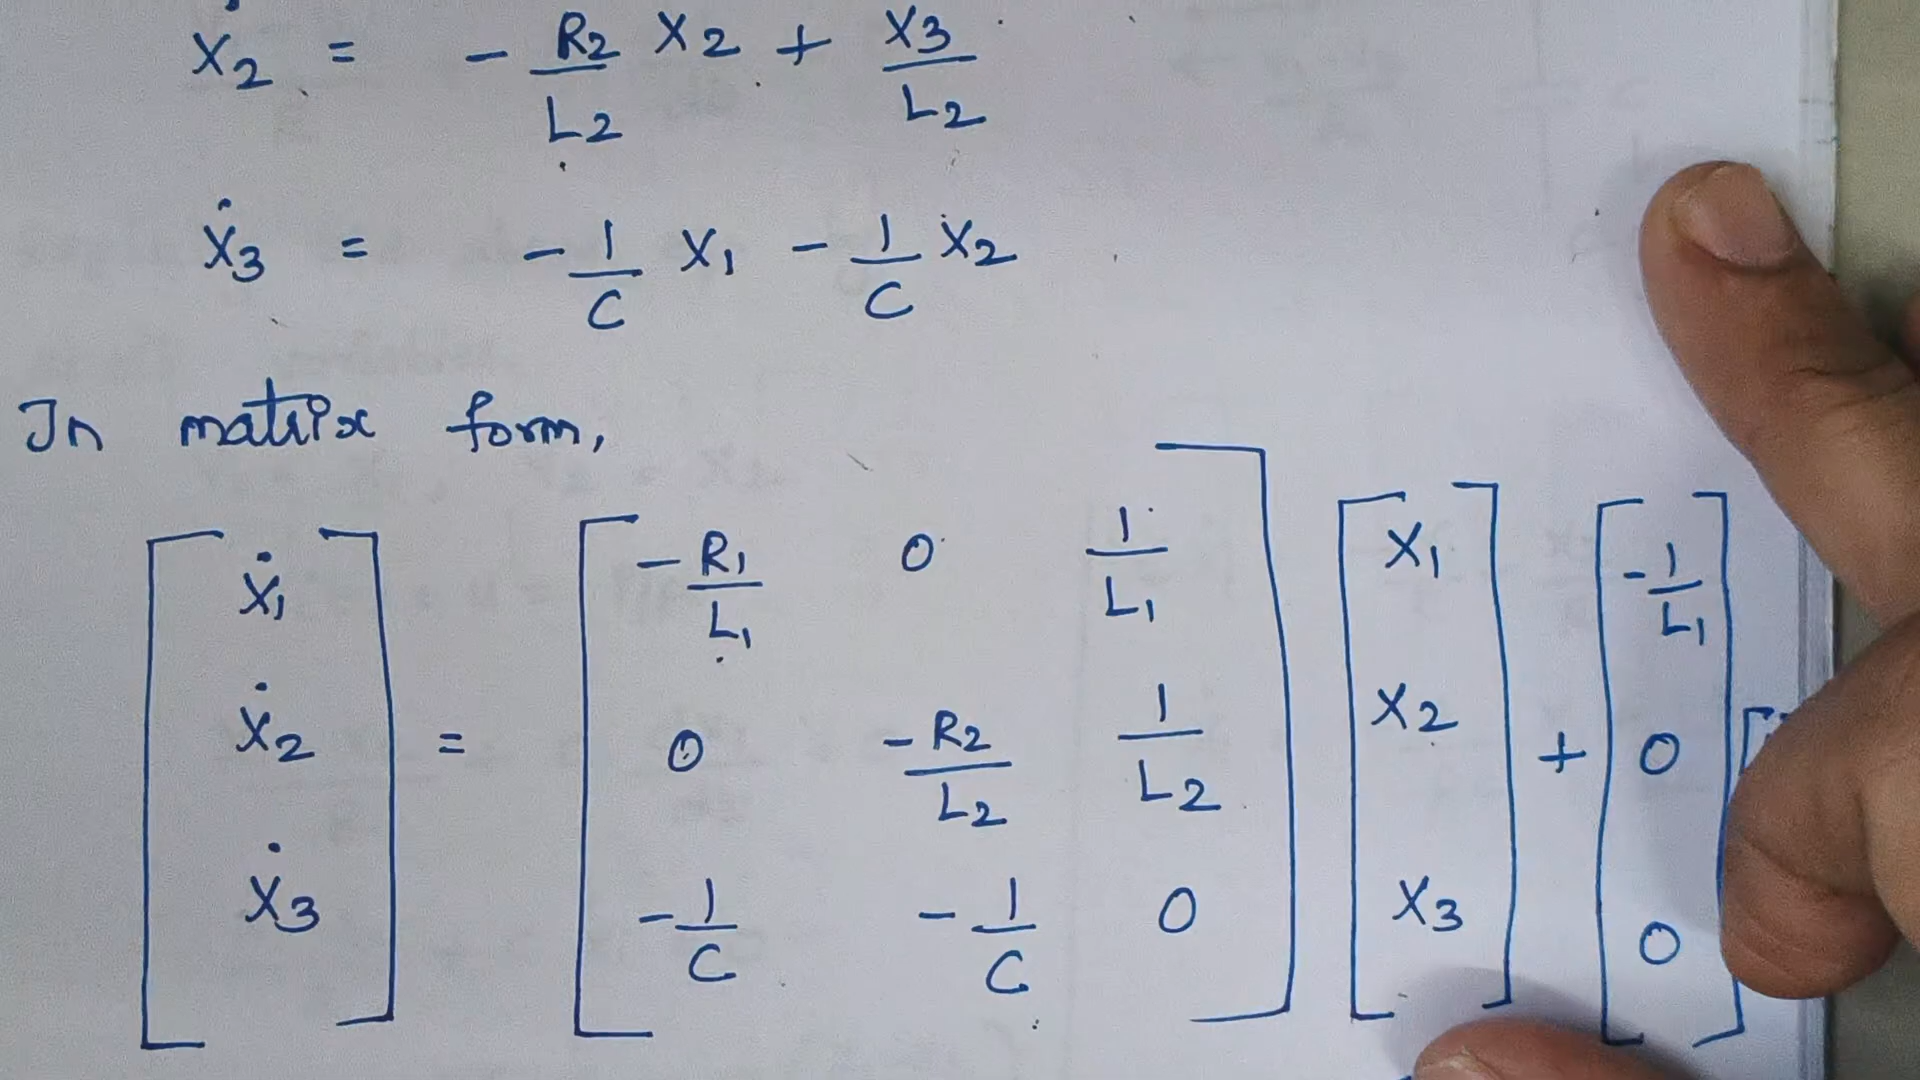 Ẋ2 = - R2/L2 X2 + X3/L2
Ẋ3 = - 1/C X1 - 1/C X2
In matrix form,
[Ẋ1 Ẋ2 Ẋ3] = [-R1/L1 0 1/L1; 0 -R2/L2 1/L2; -1/C -1/C 0] [X1 X2 X3] + [-1/L1 0 0] [